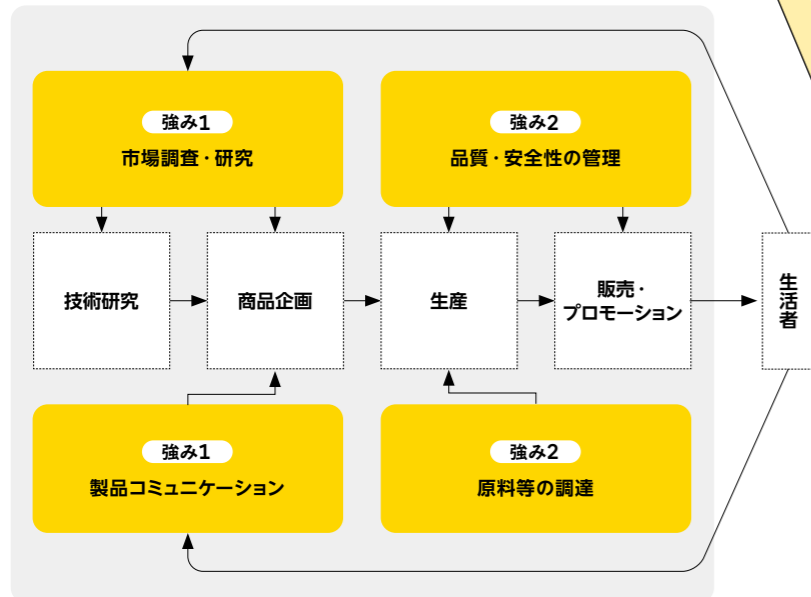 強み1
市場調査・研究
強み2
品質・安全性の管理
技術研究
商品企画
生産
販売・
プロモーション
生活者
強み1
製品コミュニケーション
強み2
原料等の調達